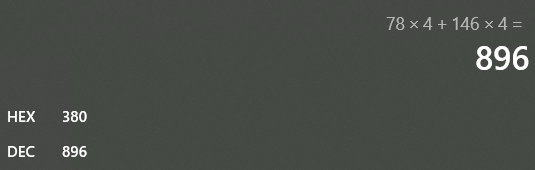 78 × 4 + 146 × 4 =
896
HEX 380
DEC 896